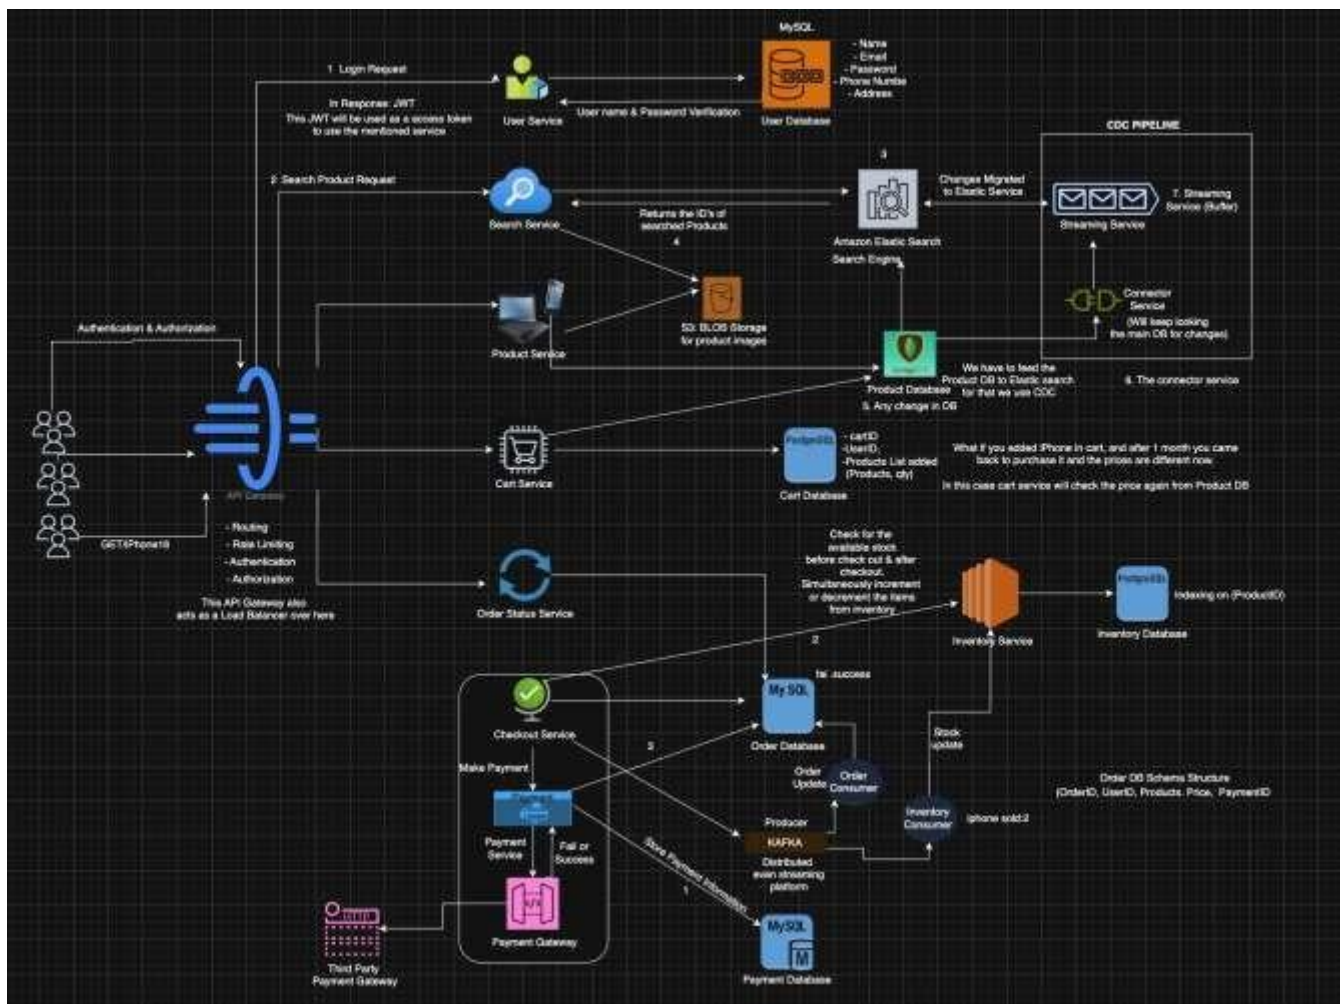 MySQL
- Name
- Email
- Password
- Phone Numbe
- Address
1 Login Request
In Response: JWT
This JWT will be used as a access token
to use the mentioned service
User Service
User name & Password Verification
User Database
CDC PIPELINE
2 Search Product Request
3
Changes Migrated
to Elastic Service
7. Streaming
Service (Buffer)
Streaming Service
Search Service
Returns the ID's of
searched Products
4
Amazon Elastic Search
Search Engine
Connector
Service
(Will keep looking
the main DB for changes)
S3: BLOB Storage
for product images
Authentication & Authorization
Product Service
Product Database
We have to feed the
Product DB to Elastic search
for that we use CDC
6. The connector service
5. Any change in DB
PostgreSQL
- cartID
-UserID,
-Products List added
(Products, qty)
Cart Service
Cart Database
What if you added iPhone in cart, and after 1 month you came
back to purchase it and the prices are different now
In this case cart service will check the price again from Product DB
API Gateway
- Routing
- Rate Limiting
- Authentication
- Authorization
This API Gateway also
acts as a Load Balancer over here
Order Status Service
Check for the
available stock
before check out & after
checkout.
Simultaneously increment
or decrement the items
from inventory.
2
Inventory Service
PostgreSQL
Indexing on (ProductID)
Inventory Database
success
My SQL
Checkout Service
Order Database
Make Payment
Order
Update
Order
Consumer
Stock
update
Order DB Schema Structure
(OrderID, UserID, Products. Price, PaymentID
Inventory
Consumer
iphone sold:2
Producer
KAFKA
Distributed
even streaming
platform
Payment
Service
Fail or
Success
Store Payment Information
1
Payment Gateway
MySQL
M
Payment Database
Third Party
Payment Gateway